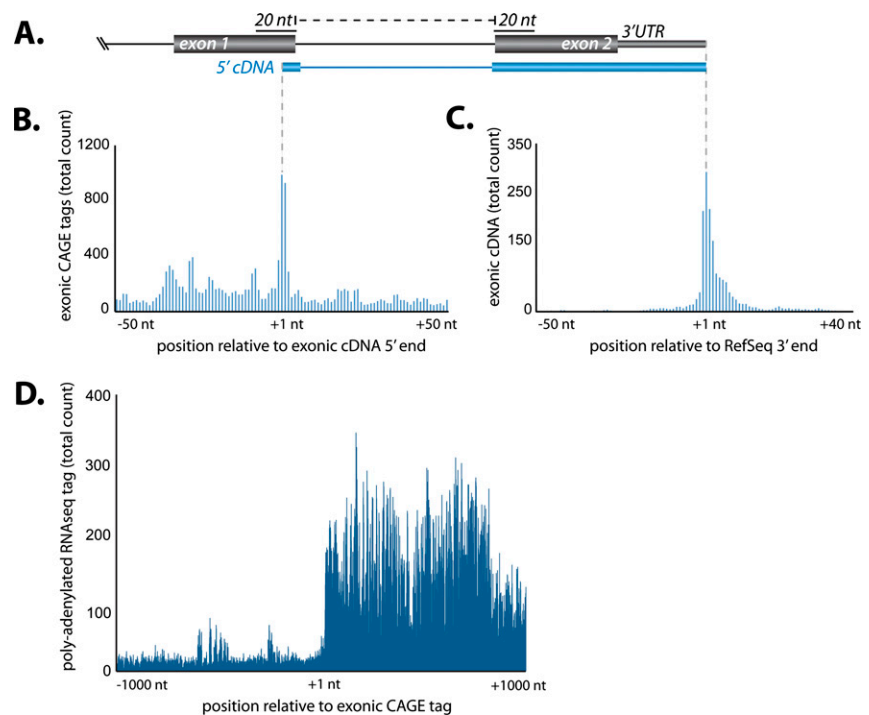 A.
20 nt
20 nt
exon 1
exon 2
3'UTR
5' cDNA
B.
exonic CAGE tags (total count)
1200
800
400
0
-50 nt
+1 nt
+50 nt
position relative to exonic cDNA 5' end
C.
exonic cDNA (total count)
350
250
150
0
-50 nt
+1 nt
+40 nt
position relative to RefSeq 3' end
D.
poly-adenylated RNAseq tag (total count)
400
300
200
100
0
-1000 nt
+1 nt
+1000 nt
position relative to exonic CAGE tag